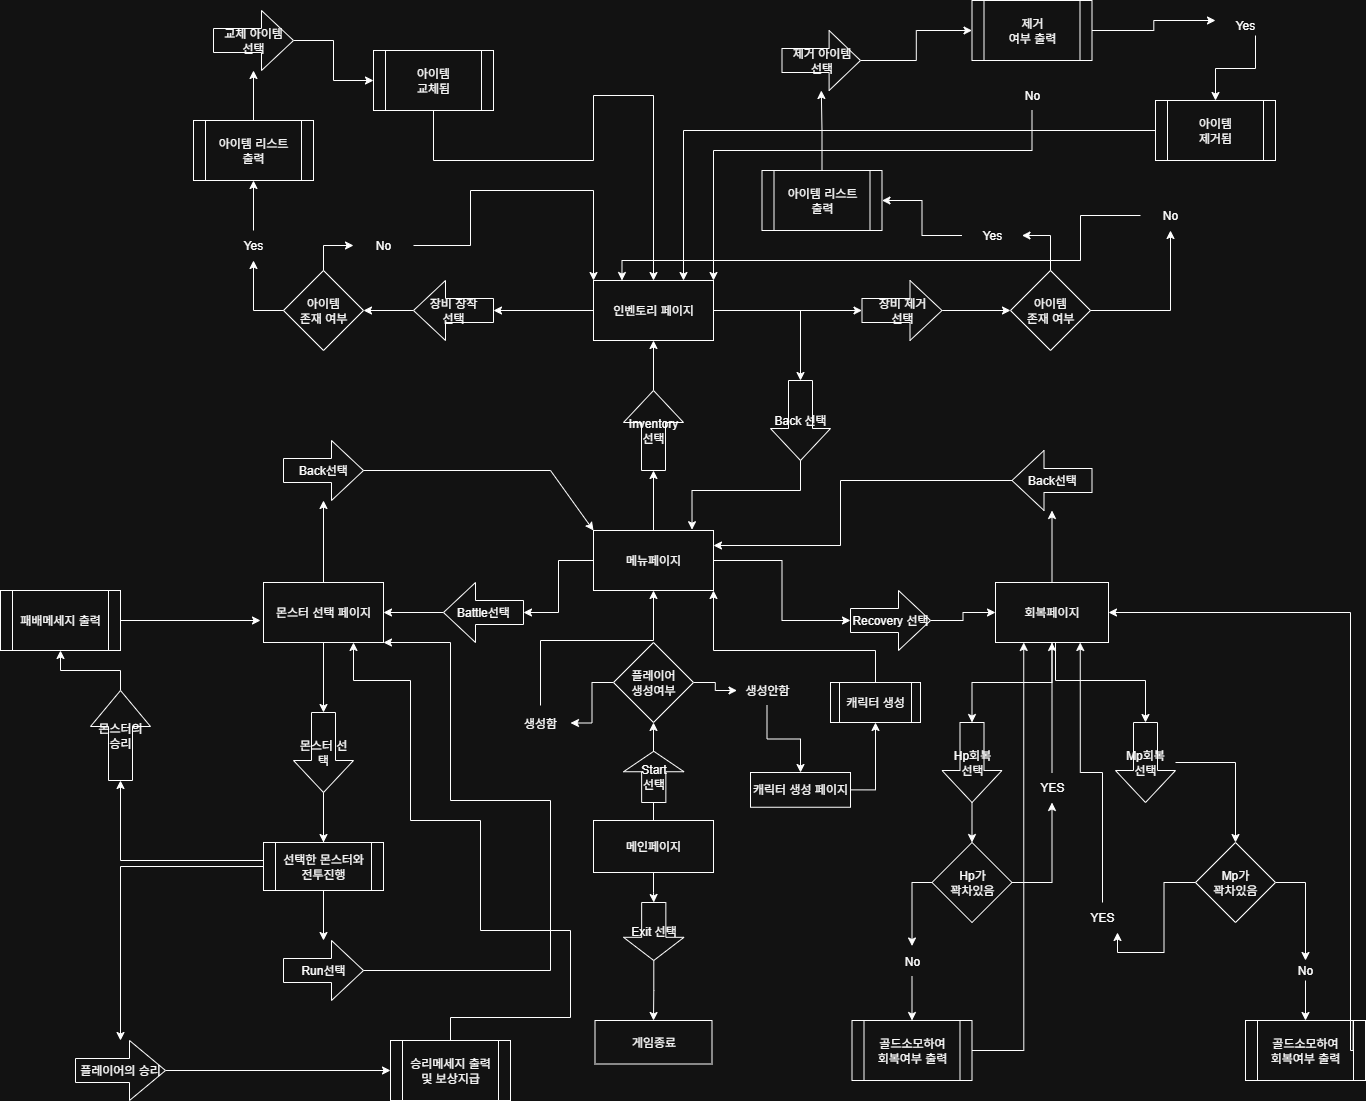 교체 아이템
선택
아이템
교체됨
제거 아이템
선택
제거
여부 출력
Yes
No
아이템
제거됨
아이템 리스트
출력
아이템 리스트
출력
Yes
No
Yes
No
아이템
존재 여부
장비 장착
선택
인벤토리 페이지
장비 제거
선택
아이템
존재 여부
Inventory
선택
Back 선택
Back선택
Back선택
메뉴페이지
패배메세지 출력
몬스터 선택 페이지
Battle선택
Recovery 선택
회복페이지
플레이어
생성여부
생성함
생성안함
캐릭터 생성
몬스터의
승리
몬스터 선
택
Start
선택
캐릭터 생성 페이지
Hp회복
선택
Mp회복
선택
YES
메인페이지
선택한 몬스터와
전투진행
Hp가
꽉차있음
Mp가
꽉차있음
YES
Exit 선택
Run선택
No
No
게임종료
플레이어의 승리
승리메세지 출력
및 보상지급
골드소모하여
회복여부 출력
골드소모하여
회복여부 출력